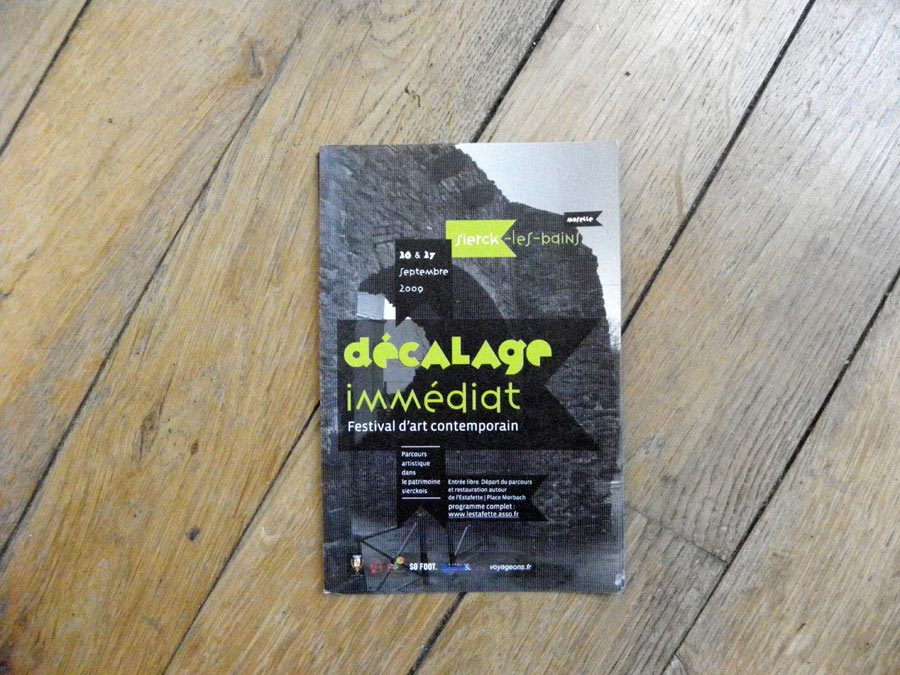 moselle
sierck-les-bains
26 & 27
septembre
2009
décalage
immédiat
Festival d'art contemporain
Parcours
artistique
dans
le patrimoine
sierckois
Entrée libre Départ du parcours
et restauration autour
de l'Estafette | Place Morbach
programme complet :
www.lestafette.asso.fr
SO FOOT.
voyageons.fr